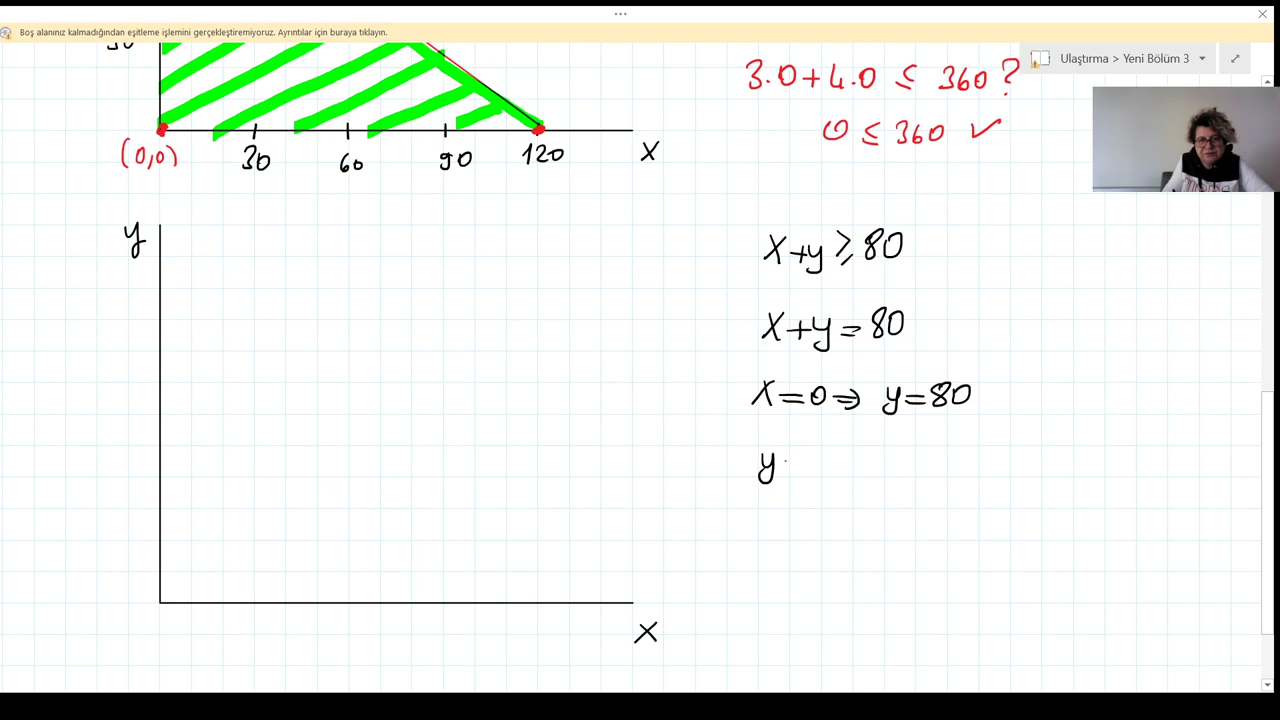 Boş alanınız kalmadığından eşitleme işlemini gerçekleştiremiyoruz. Ayrıntılar için buraya tıklayın.
Ulaştırma > Yeni Bölüm 3
3.0+4.0 ≤ 360 ?
0 ≤ 360 ✓
(0,0) 30 60 90 120 X
y
X+y ≥ 80
X+y = 80
X=0 ⇒ y=80
y
X